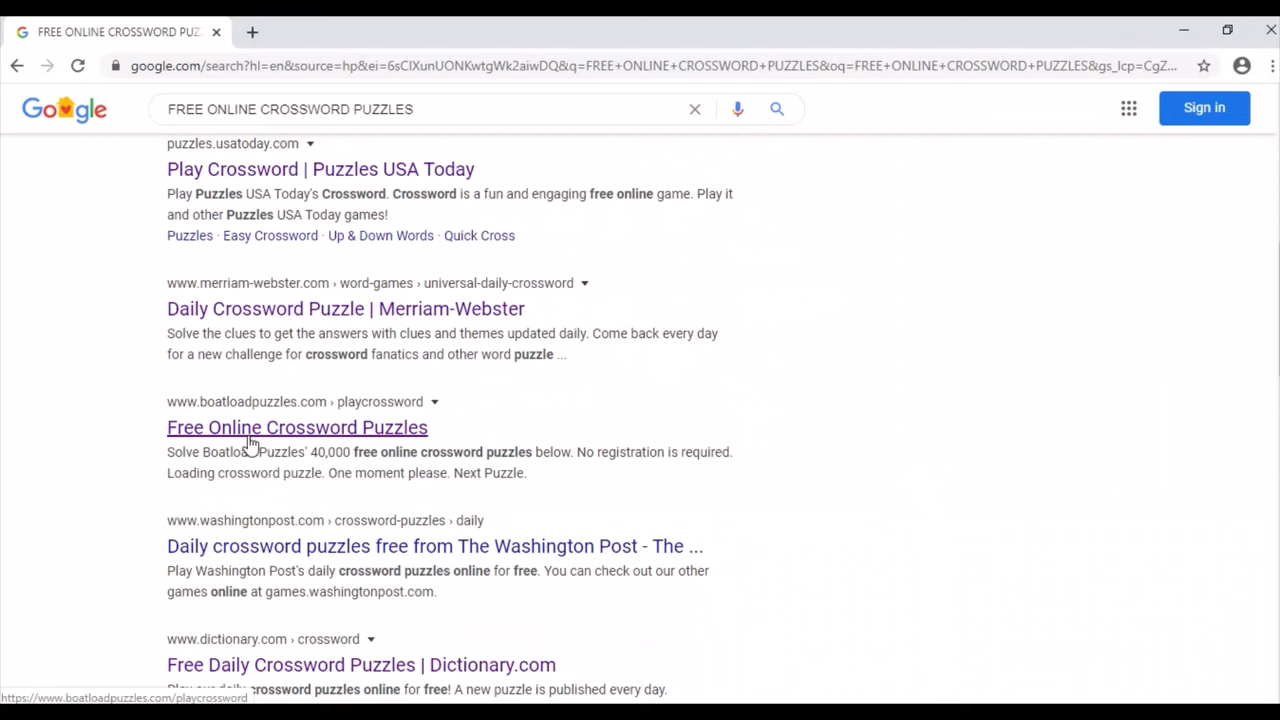 FREE ONLINE CROSSWORD PUZ
google.com/search?hl=en&source=hp&ei=6sCIXunUONKwtgWk2aiwDQ&q=FREE+ONLINE+CROSSWORD+PUZZLES&oq=FREE+ONLINE+CROSSWORD+PUZZLES&gs_lcp=CgZ...
Google
FREE ONLINE CROSSWORD PUZZLES
Sign in
puzzles.usatoday.com
Play Crossword | Puzzles USA Today
Play Puzzles USA Today's Crossword. Crossword is a fun and engaging free online game. Play it
and other Puzzles USA Today games!
Puzzles · Easy Crossword · Up & Down Words · Quick Cross
www.merriam-webster.com › word-games › universal-daily-crossword
Daily Crossword Puzzle | Merriam-Webster
Solve the clues to get the answers with clues and themes updated daily. Come back every day
for a new challenge for crossword fanatics and other word puzzle ...
www.boatloadpuzzles.com › playcrossword
Free Online Crossword Puzzles
Solve Boatload Puzzles' 40,000 free online crossword puzzles below. No registration is required.
Loading crossword puzzle. One moment please. Next Puzzle.
www.washingtonpost.com › crossword-puzzles › daily
Daily crossword puzzles free from The Washington Post - The ...
Play Washington Post's daily crossword puzzles online for free. You can check out our other
games online at games.washingtonpost.com.
www.dictionary.com › crossword
Free Daily Crossword Puzzles | Dictionary.com
crossword puzzles online for free! A new puzzle is published every day.
https://www.boatloadpuzzles.com/playcrossword